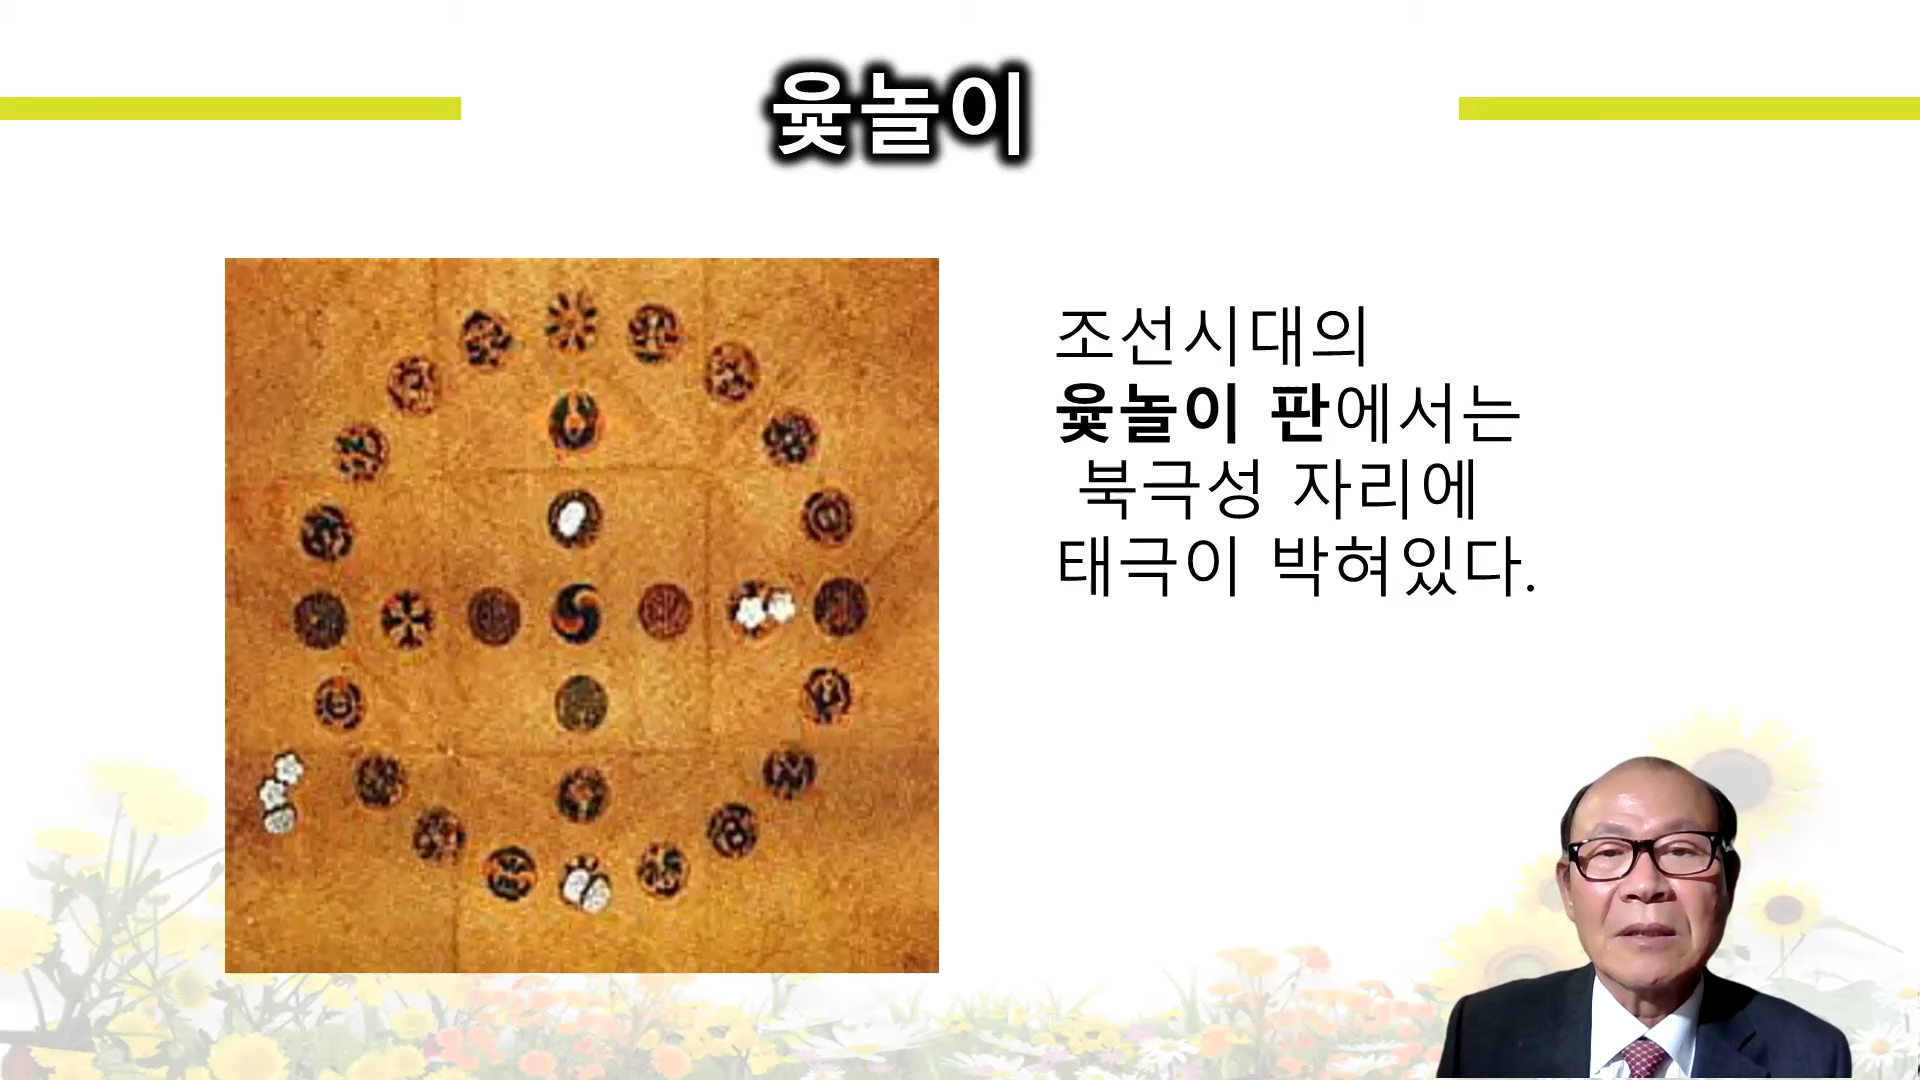 윷놀이
조선시대의
윷놀이 판에서는
북극성 자리에
태극이 박혀있다.